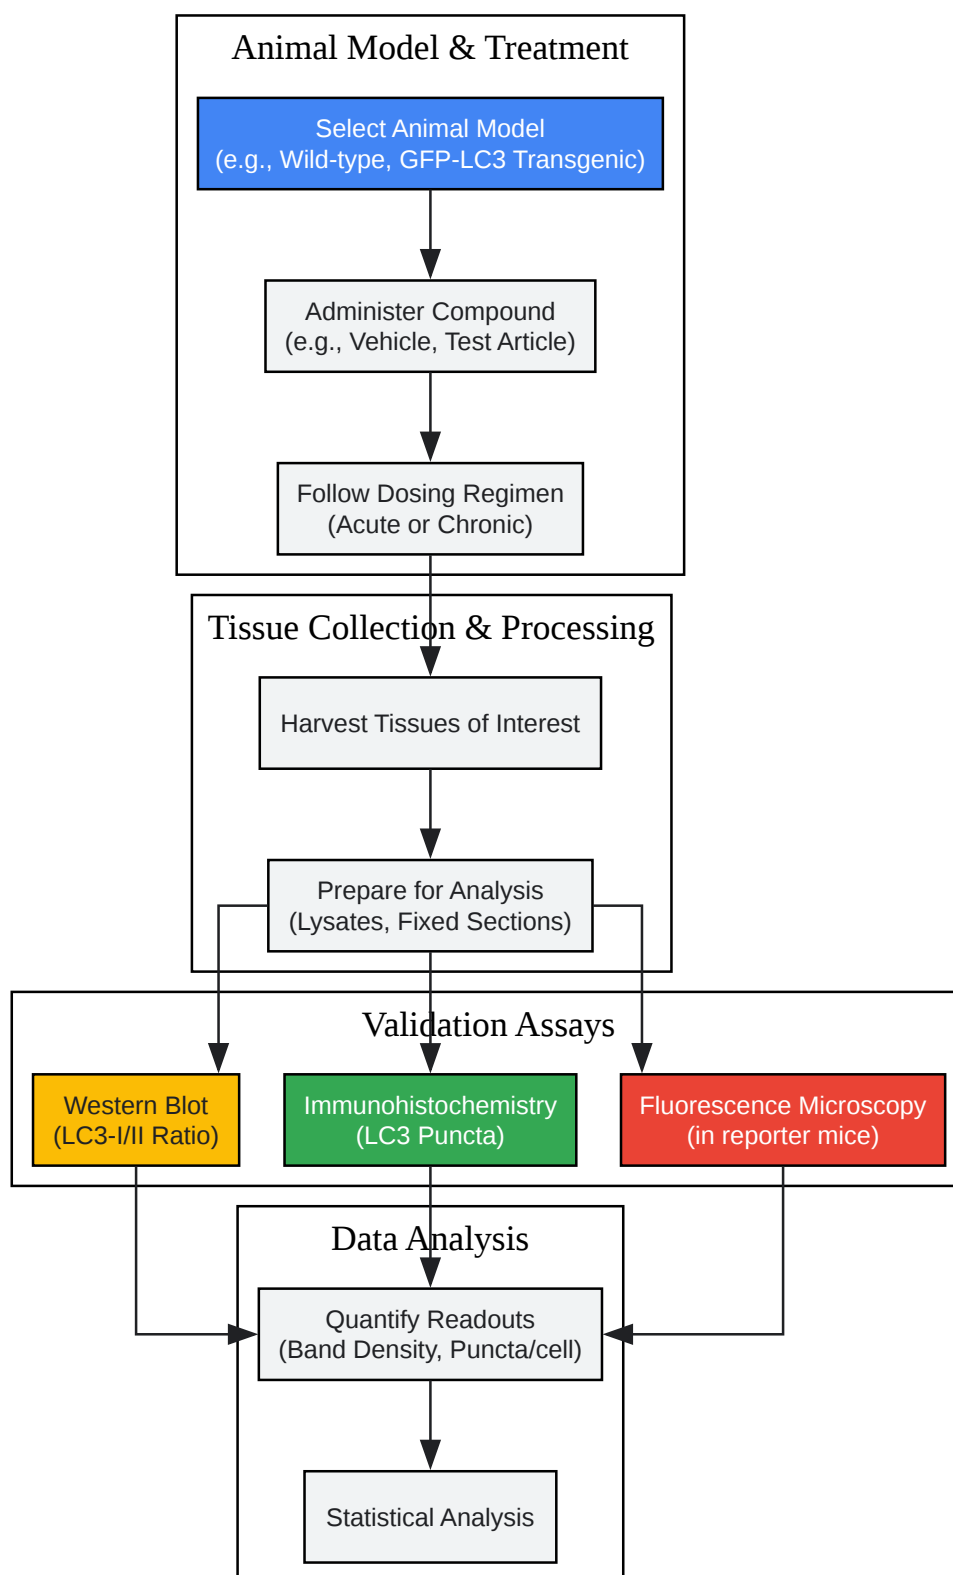 Animal Model & Treatment
Select Animal Model
(e.g., Wild-type, GFP-LC3 Transgenic)
Administer Compound
(e.g., Vehicle, Test Article)
Follow Dosing Regimen
(Acute or Chronic)
Tissue Collection & Processing
Harvest Tissues of Interest
Prepare for Analysis
(Lysates, Fixed Sections)
Validation Assays
Western Blot
(LC3-I/II Ratio)
Immunohistochemistry
(LC3 Puncta)
Fluorescence Microscopy
(in reporter mice)
Data Analysis
Quantify Readouts
(Band Density, Puncta/cell)
Statistical Analysis